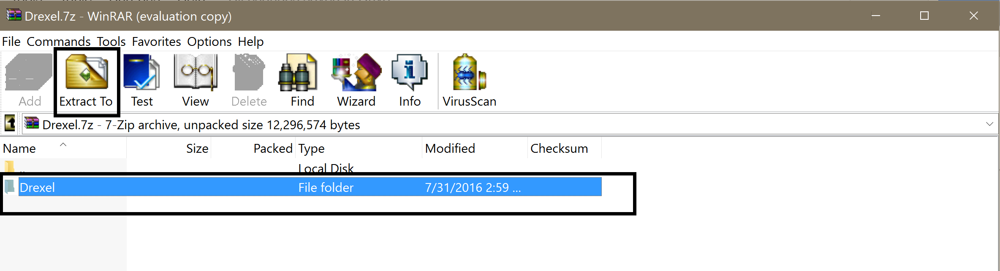 Drexel.7z - WinRAR (evaluation copy)
File Commands Tools Favorites Options Help
Add Extract To Test View Delete Find Wizard Info VirusScan
Drexel.7z - 7-Zip archive, unpacked size 12,296,574 bytes
Name Size Packed Type Modified Checksum
.. Local Disk
Drexel File folder 7/31/2016 2:59 ...